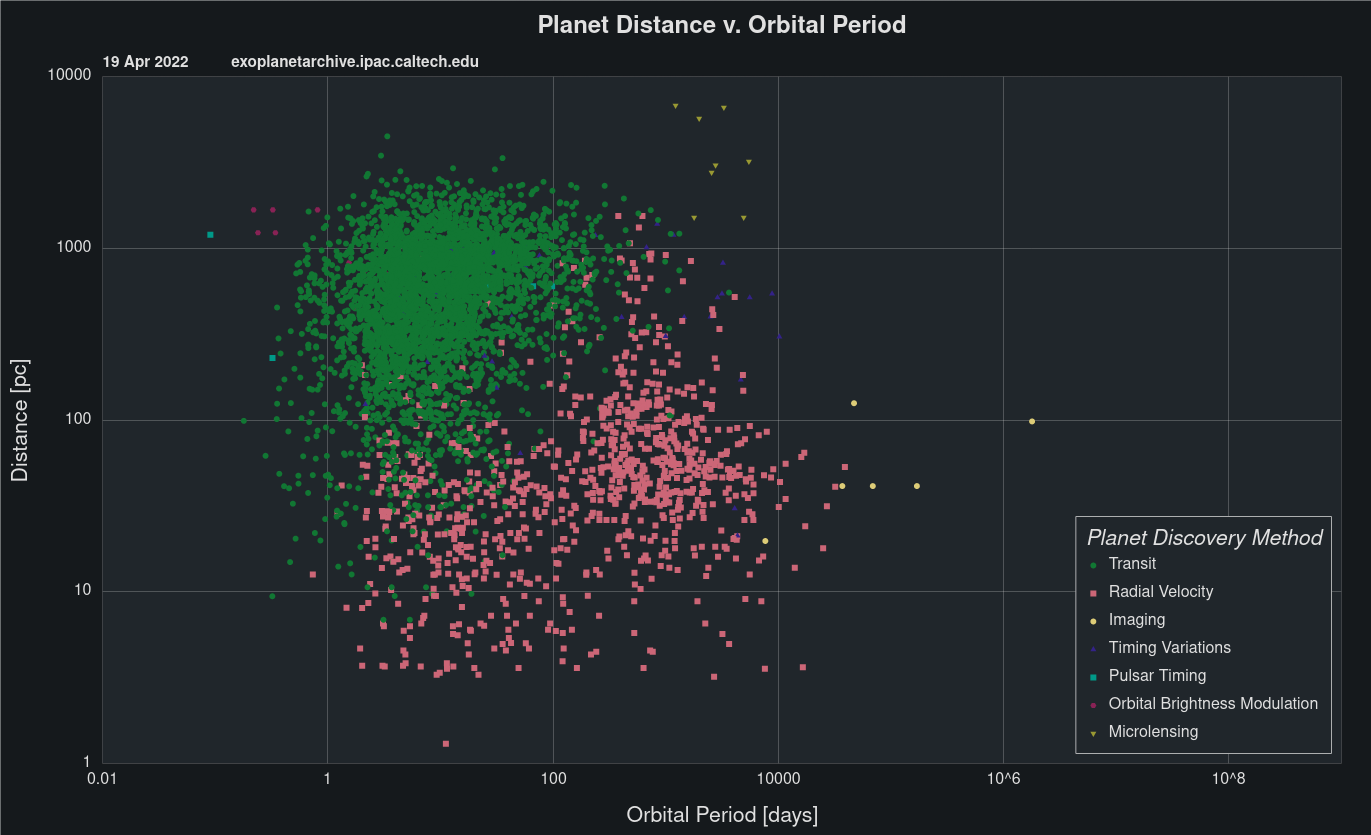 Planet Distance v. Orbital Period
19 Apr 2022 exoplanetarchive.ipac.caltech.edu
10000
1000
100
10
1
Distance [pc]
0.01 1 100 10000 10^6 10^8
Orbital Period [days]
Planet Discovery Method
Transit
Radial Velocity
Imaging
Timing Variations
Pulsar Timing
Orbital Brightness Modulation
Microlensing